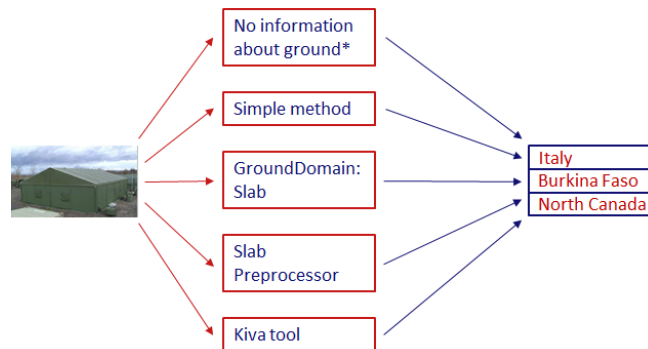 No information
about ground*
Simple method
GroundDomain:
Slab
Slab
Preprocessor
Kiva tool
Italy
Burkina Faso
North Canada